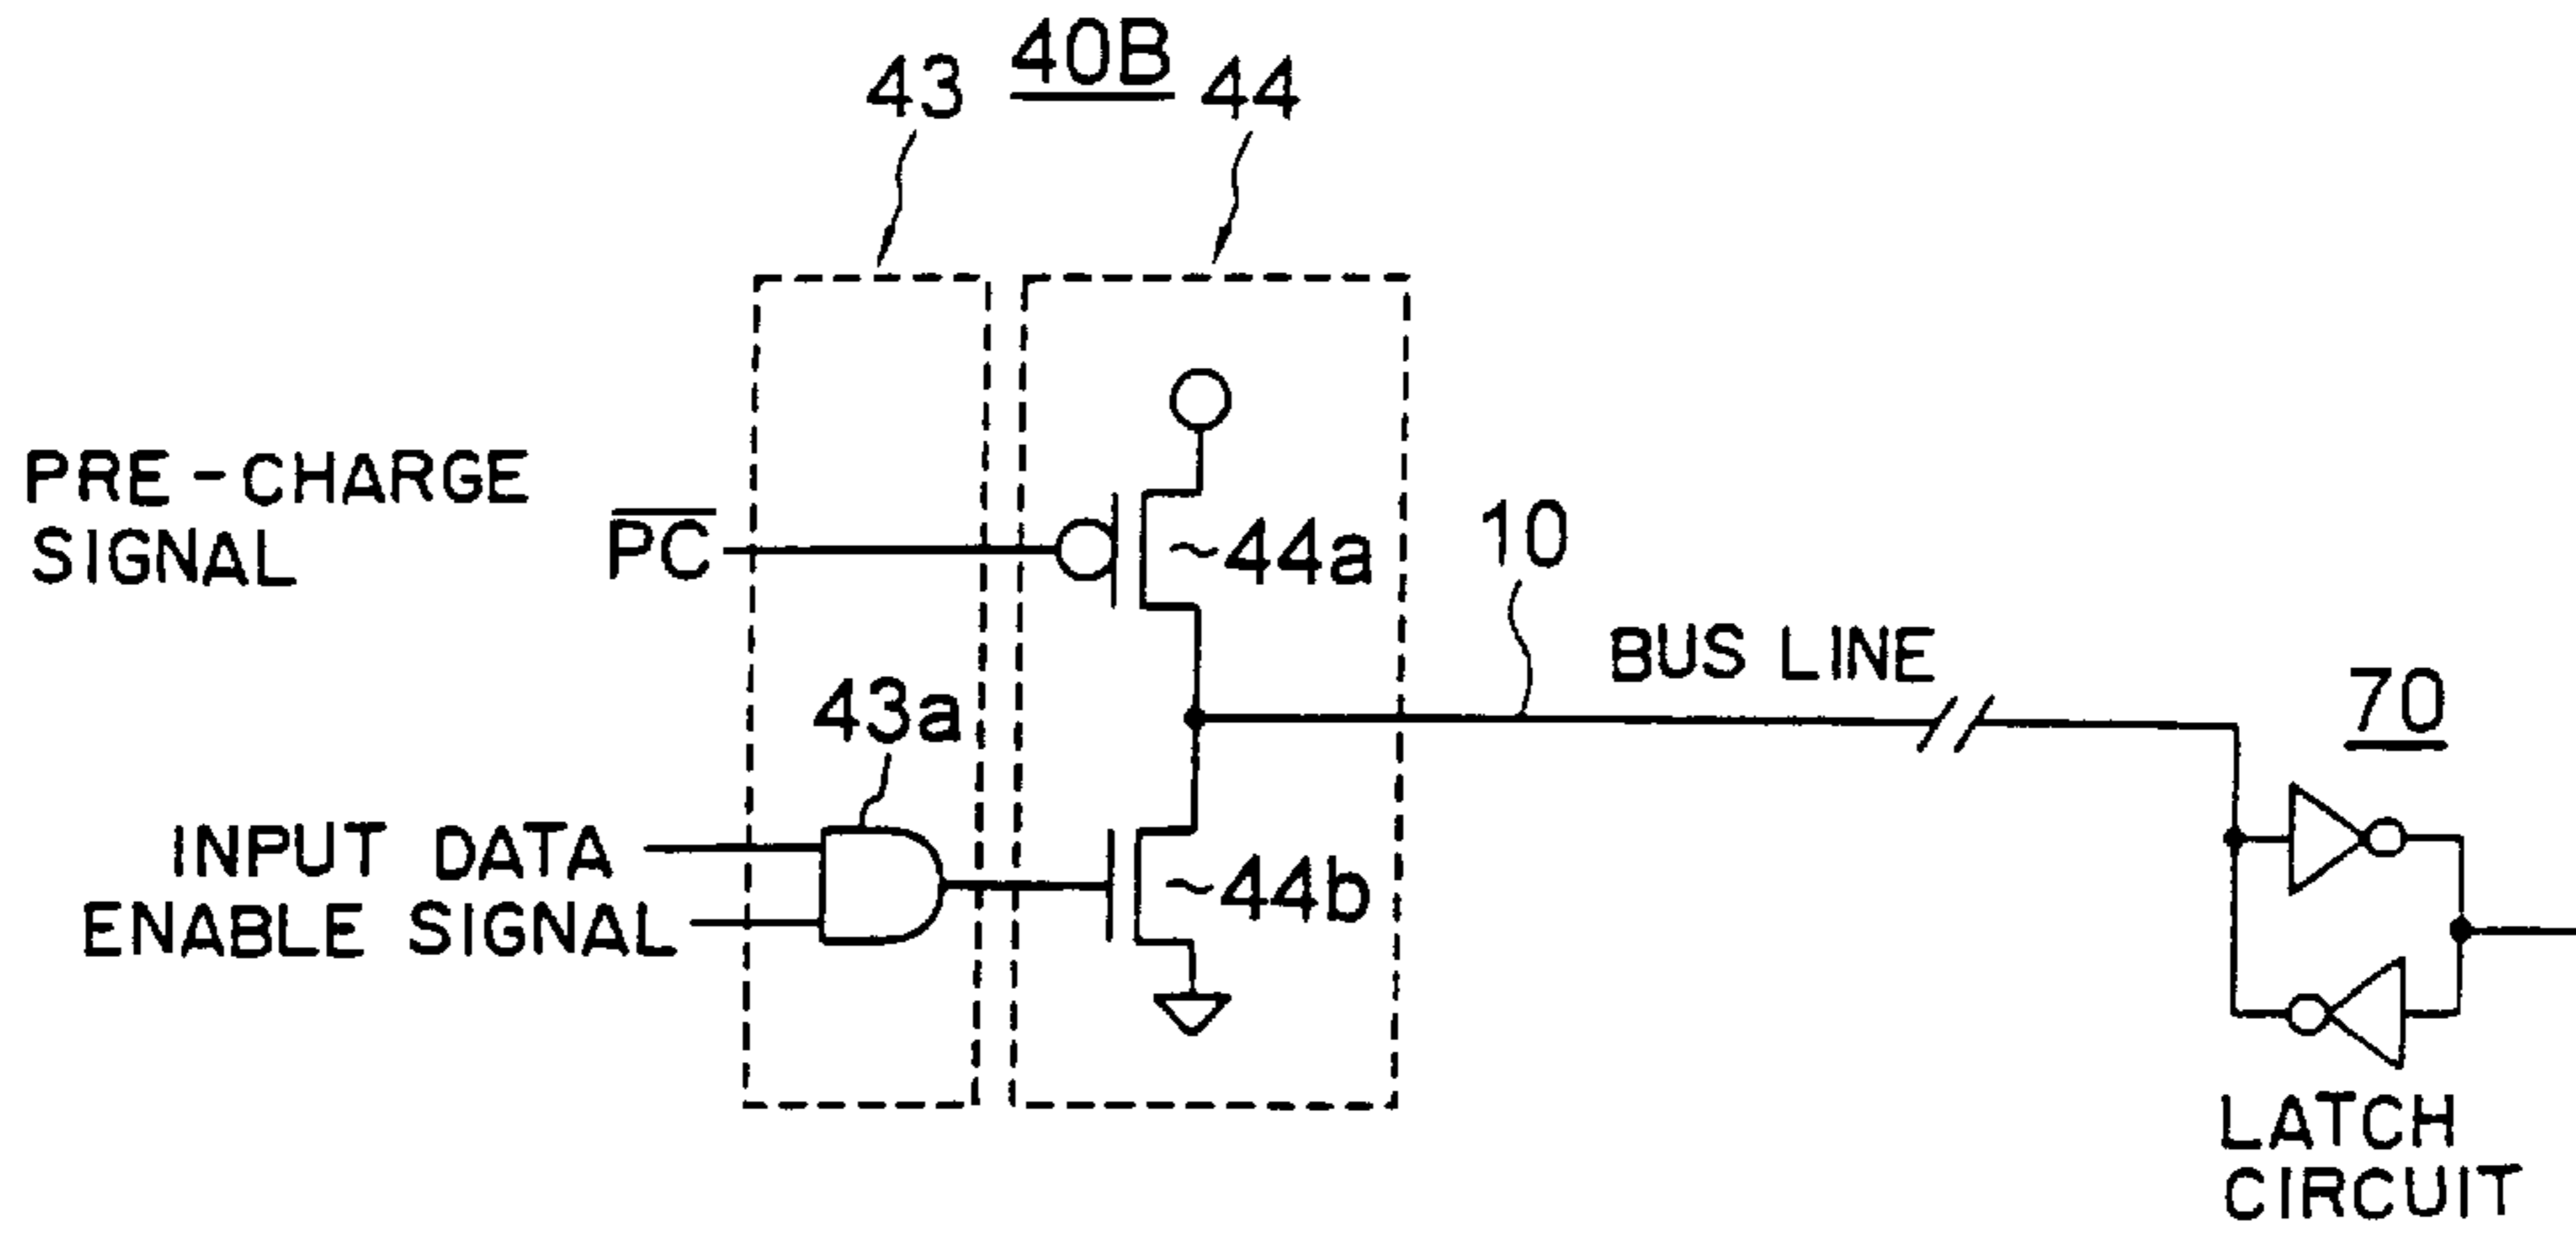 40B
43
44
PRE-CHARGE
SIGNAL
P̅C̅
44a
10
BUS LINE
70
43a
INPUT DATA
ENABLE SIGNAL
44b
LATCH
CIRCUIT